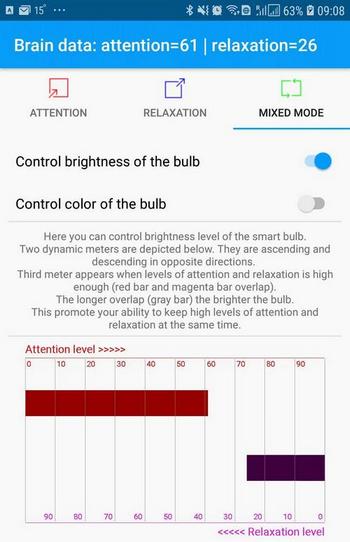 A 15° ... 63% 09:08
Brain data: attention=61 | relaxation=26
ATTENTION RELAXATION MIXED MODE
Control brightness of the bulb
Control color of the bulb
Here you can control brightness level of the smart bulb.
Two dynamic meters are depicted below. They are ascending and
descending in opposite directions.
Third meter appears when levels of attention and relaxation is high
enough (red bar and magenta bar overlap).
The longer overlap (gray bar) the brighter the bulb.
This promote your ability to keep high levels of attention and
relaxation at the same time.
Attention level >>>>>
0 10 20 30 40 50 60 70 80 90
90 80 70 60 50 40 30 20 10 0
<<<<< Relaxation level